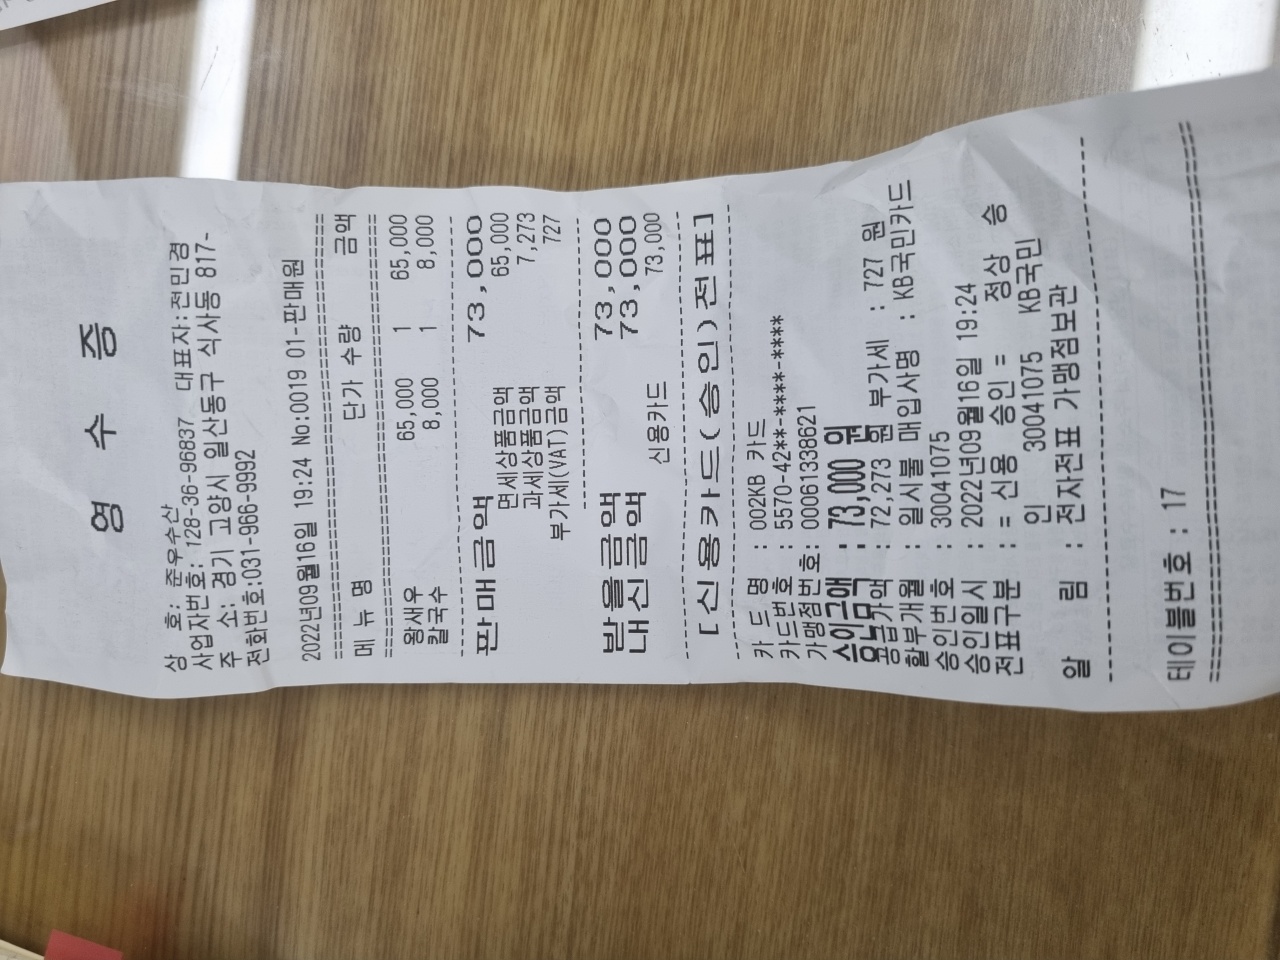 영 수 증
상 호: 준우수산
사업자번호: 128-36-96837 대표자:전민경
주 소: 경기 고양시 일산동구 식사동 817-
전화번호:031-966-9992
2022년09월16일 19:24 No:0019 01-판매원
메 뉴 명 단가 수량 금액
왕새우 65,000 1 65,000
칼국수 8,000 1 8,000
판매금액 73,000
면세상품금액 65,000
과세상품금액 7,273
부가세(VAT)금액 727
받을금액 73,000
내신금액 73,000
신용카드 73,000
[신용카드(승인)전표]
카 드 명 : 002KB 카드
카드번호 : 5570-42**-****-****
가맹점번호: 00061338621
승인금액 : 73,000 원
공급가액 : 72,273 원 부가세 : 727 원
할부개월 : 일시불 매입사명 : KB국민카드
승인번호 : 30041075
승인일시 : 2022년09월16일 19:24
전표구분 : = 신용 승인 = 정상 승
인 30041075 KB국민
알 림 : 전자전표 가맹점보관
테이블번호 : 17